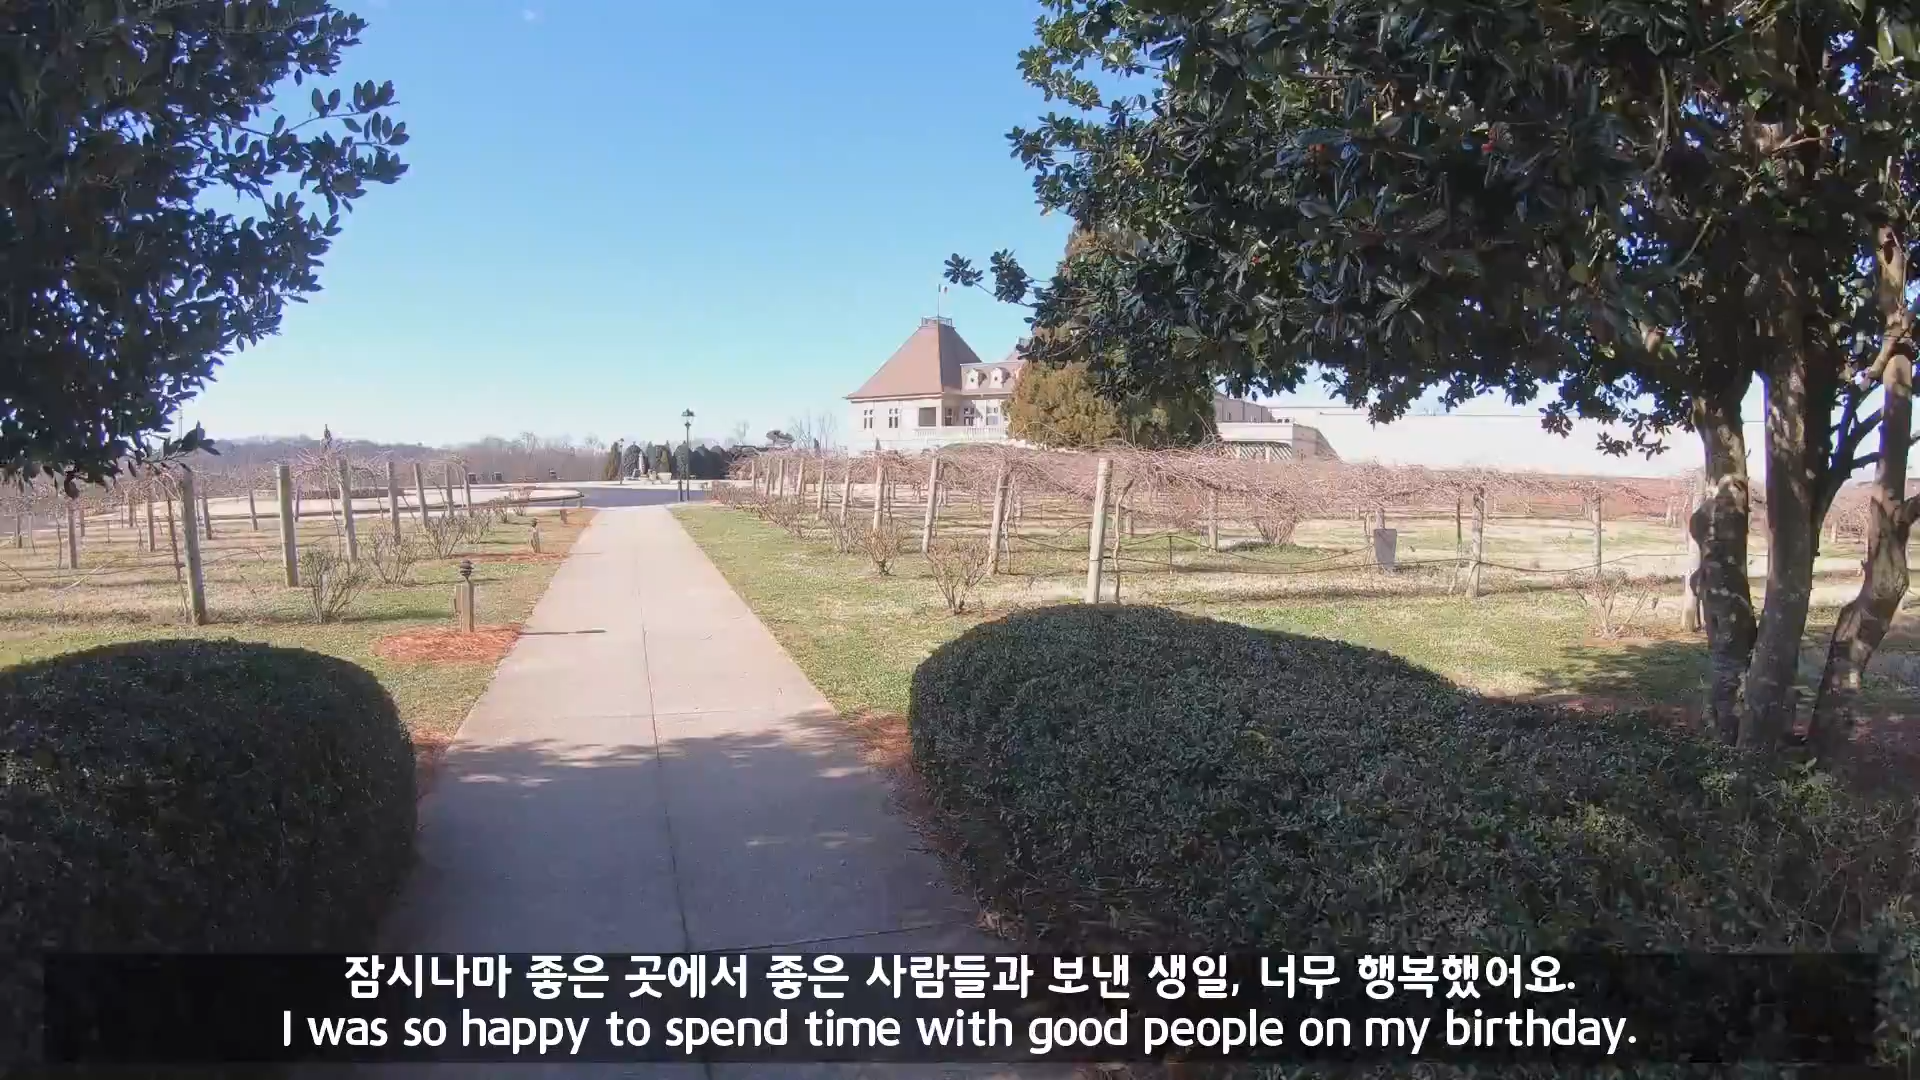 잠시나마 좋은 곳에서 좋은 사람들과 보낸 생일, 너무 행복했어요.
I was so happy to spend time with good people on my birthday.